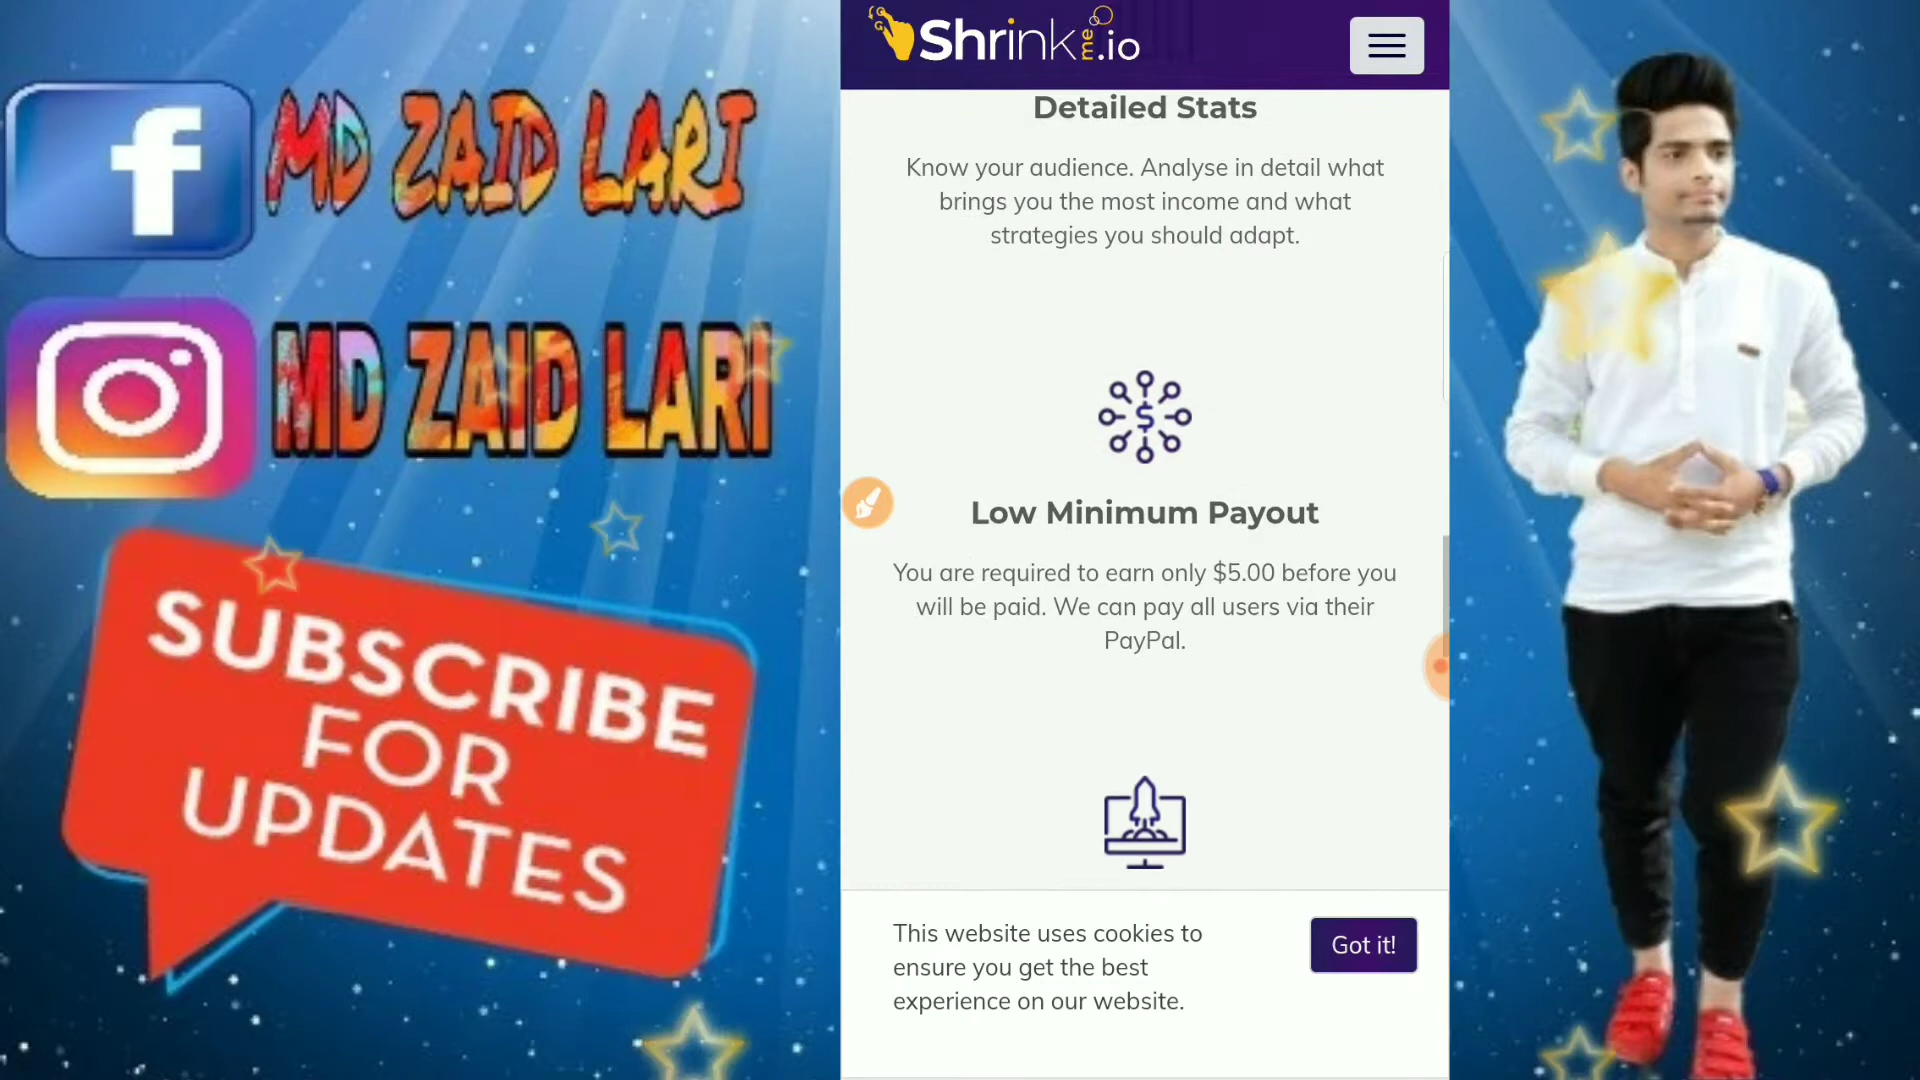 MD ZAID LARI
MD ZAID LARI
SUBSCRIBE
FOR
UPDATES
Shrinkme.io
Detailed Stats
Know your audience. Analyse in detail what
brings you the most income and what
strategies you should adapt.
Low Minimum Payout
You are required to earn only $5.00 before you
will be paid. We can pay all users via their
PayPal.
This website uses cookies to
ensure you get the best
experience on our website.
Got it!